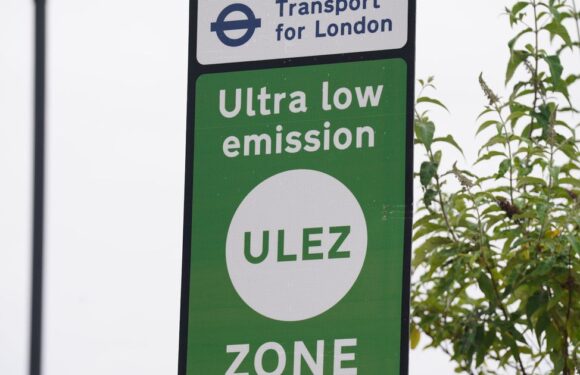 Transport
for London
Ultra low
emission
ULEZ
ZONE